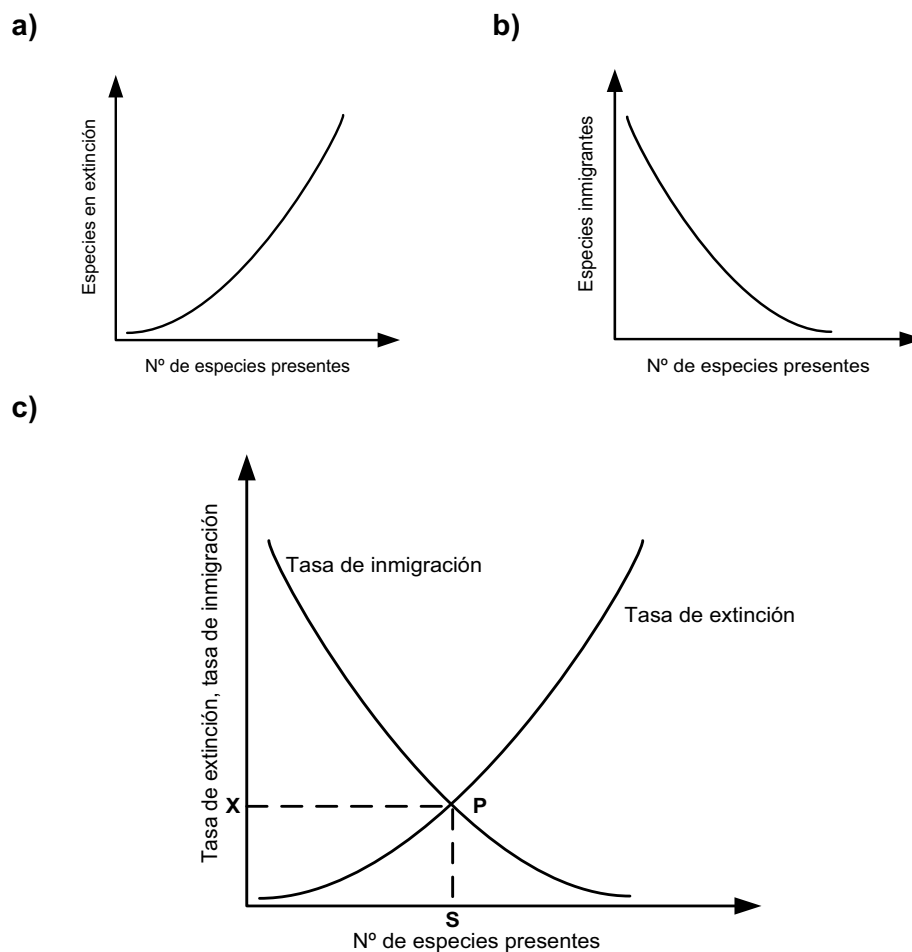 a)
Especies en extinción
Nº de especies presentes
b)
Especies inmigrantes
Nº de especies presentes
c)
Tasa de extinción, tasa de inmigración
Tasa de inmigración
Tasa de extinción
X
P
S
Nº de especies presentes